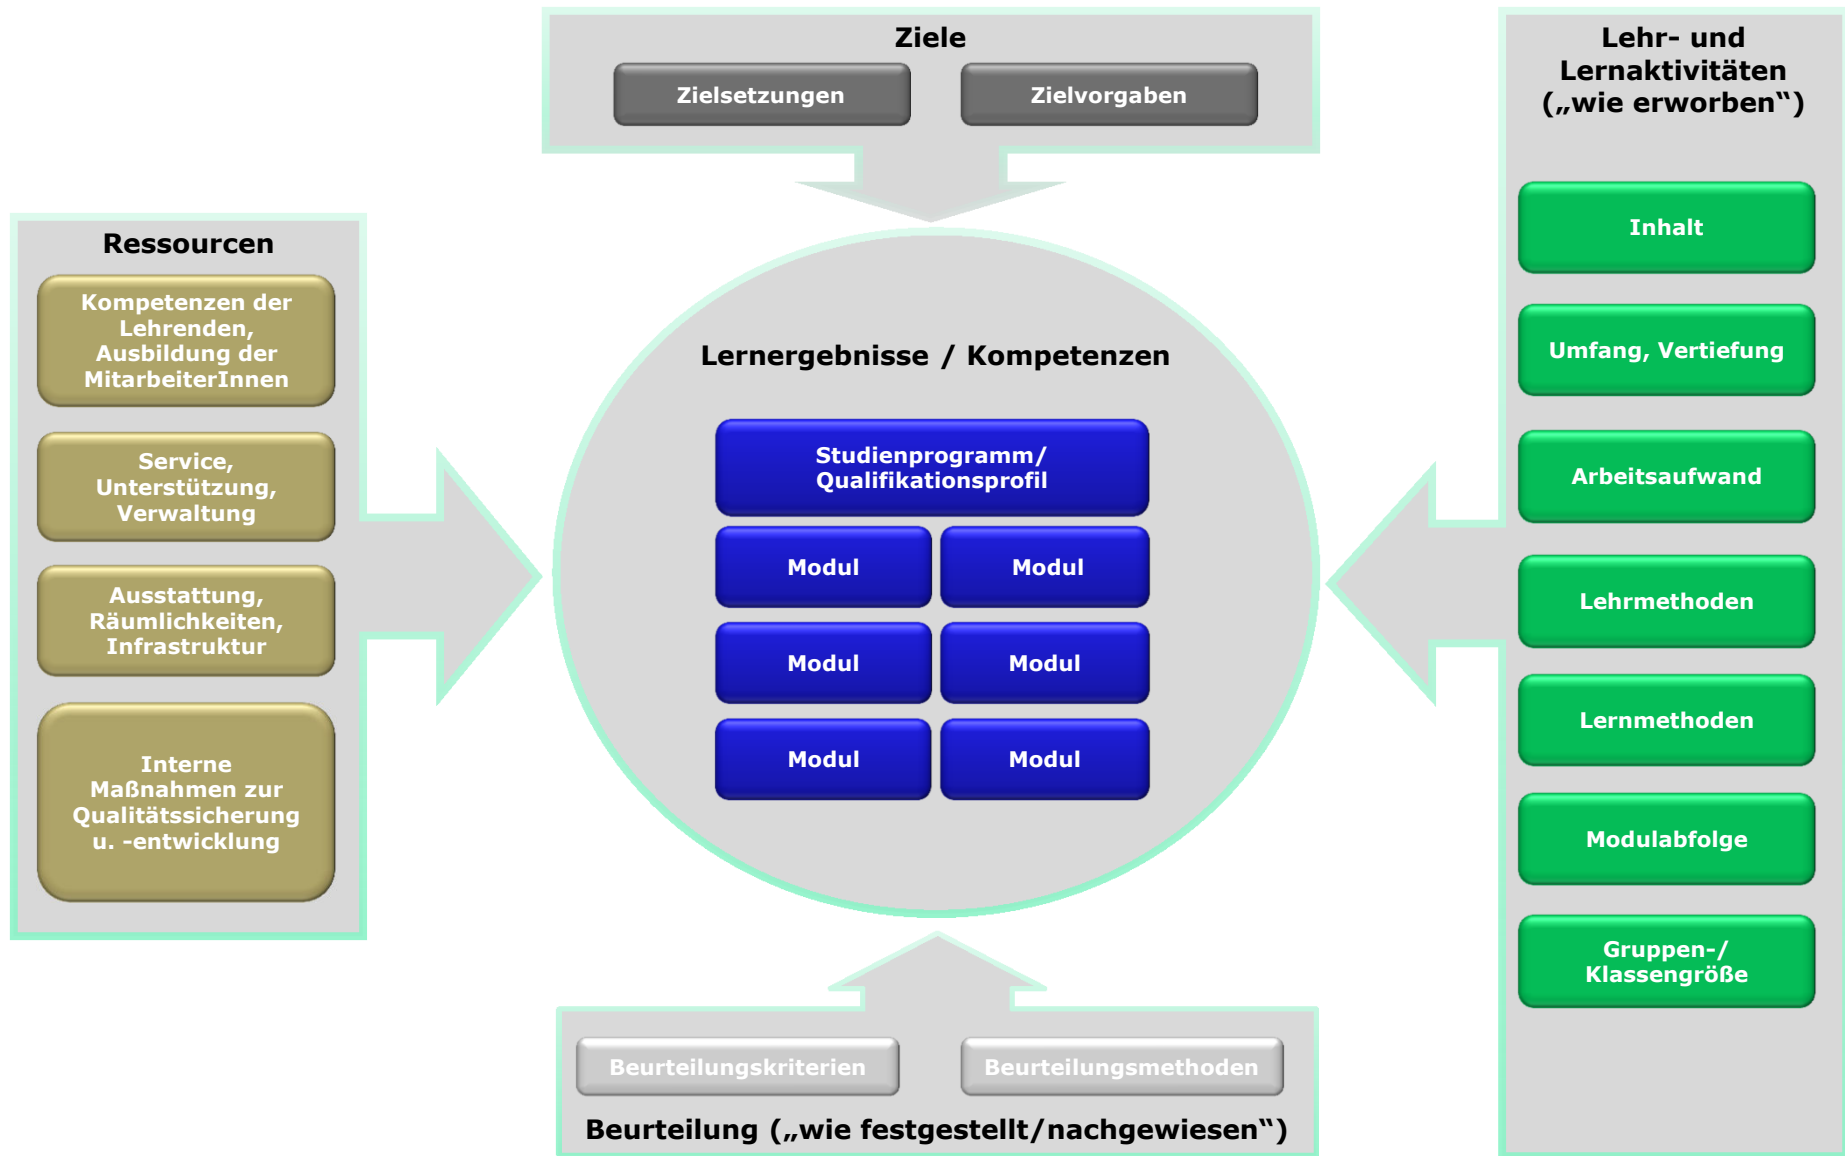 Ziele
Zielsetzungen
Zielvorgaben
Lehr- und
Lernaktivitäten
(„wie erworben“)
Inhalt
Umfang, Vertiefung
Arbeitsaufwand
Lehrmethoden
Lernmethoden
Modulabfolge
Gruppen-/
Klassengröße
Ressourcen
Kompetenzen der
Lehrenden,
Ausbildung der
MitarbeiterInnen
Service,
Unterstützung,
Verwaltung
Ausstattung,
Räumlichkeiten,
Infrastruktur
Interne
Maßnahmen zur
Qualitätssicherung
u. -entwicklung
Lernergebnisse / Kompetenzen
Studienprogramm/
Qualifikationsprofil
Modul
Modul
Modul
Modul
Modul
Modul
Beurteilungskriterien
Beurteilungsmethoden
Beurteilung („wie festgestellt/nachgewiesen“)